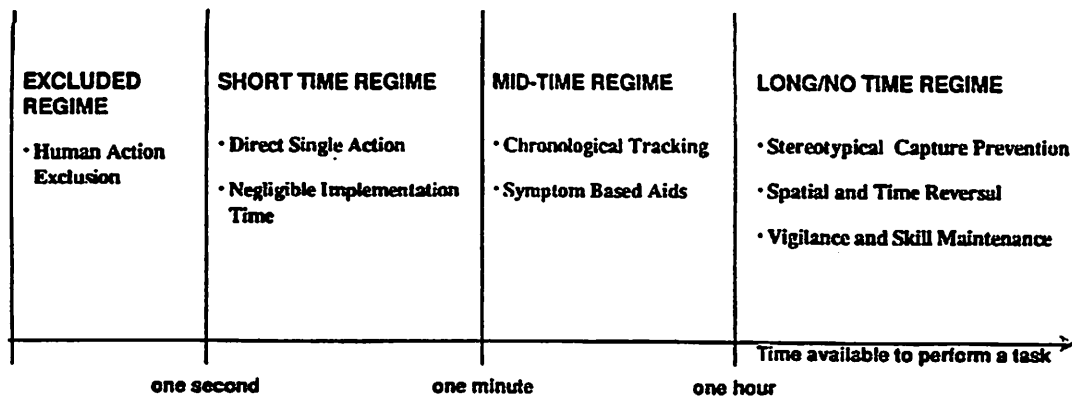 EXCLUDED
REGIME
· Human Action
Exclusion
SHORT TIME REGIME
· Direct Single Action
· Negligible Implementation
Time
MID-TIME REGIME
· Chronological Tracking
· Symptom Based Aids
LONG/NO TIME REGIME
· Stereotypical Capture Prevention
· Spatial and Time Reversal
· Vigilance and Skill Maintenance
Time available to perform a task
one second
one minute
one hour